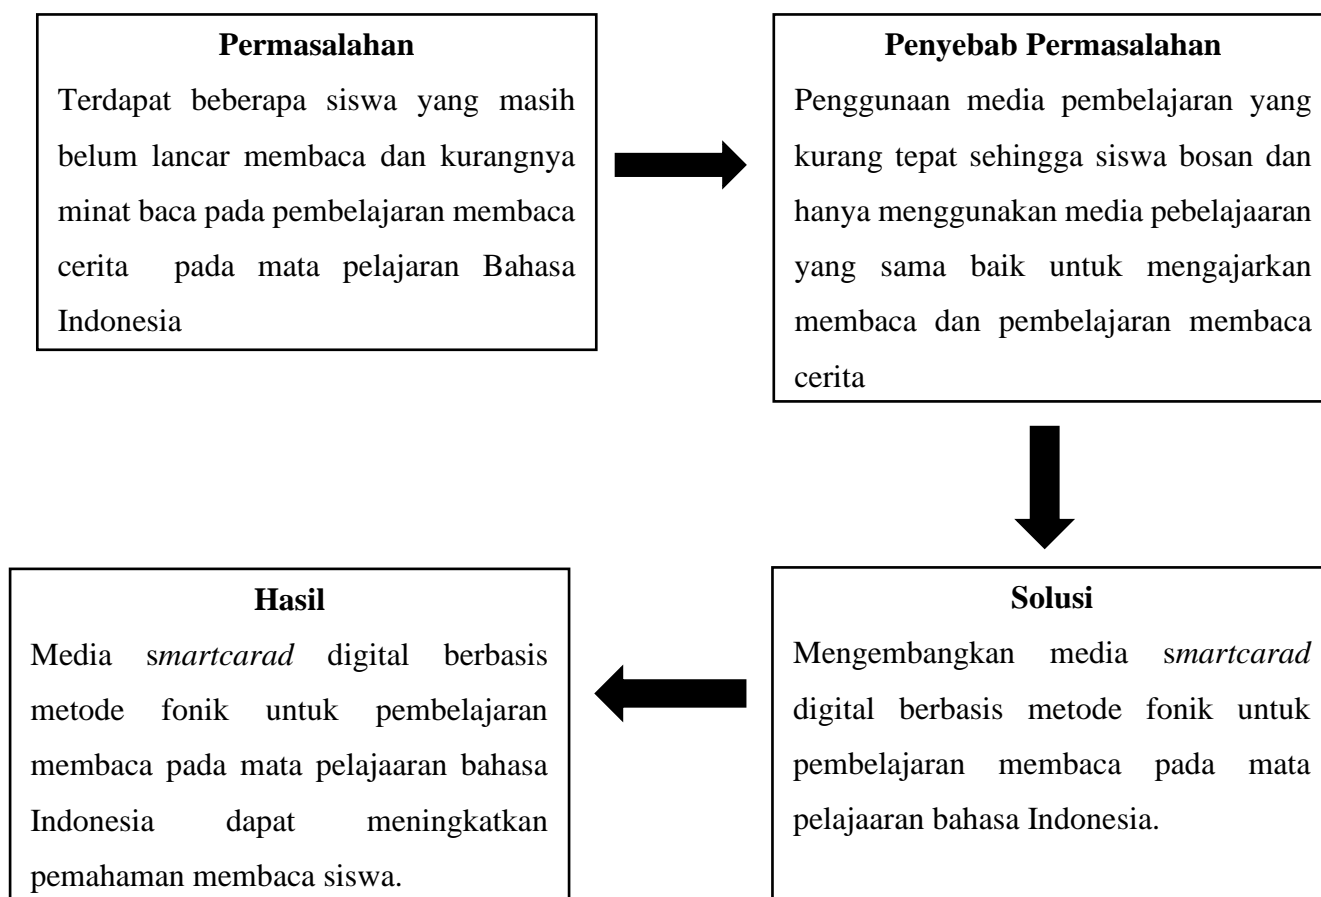 Permasalahan
Terdapat beberapa siswa yang masih
belum lancar membaca dan kurangnya
minat baca pada pembelajaran membaca
cerita pada mata pelajaran Bahasa
Indonesia
Penyebab Permasalahan
Penggunaan media pembelajaran yang
kurang tepat sehingga siswa bosan dan
hanya menggunakan media pebelajaaran
yang sama baik untuk mengajarkan
membaca dan pembelajaran membaca
cerita
Solusi
Mengembangkan media smartcarad
digital berbasis metode fonik untuk
pembelajaran membaca pada mata
pelajaaran bahasa Indonesia.
Hasil
Media smartcarad digital berbasis
metode fonik untuk pembelajaran
membaca pada mata pelajaaran bahasa
Indonesia dapat meningkatkan
pemahaman membaca siswa.